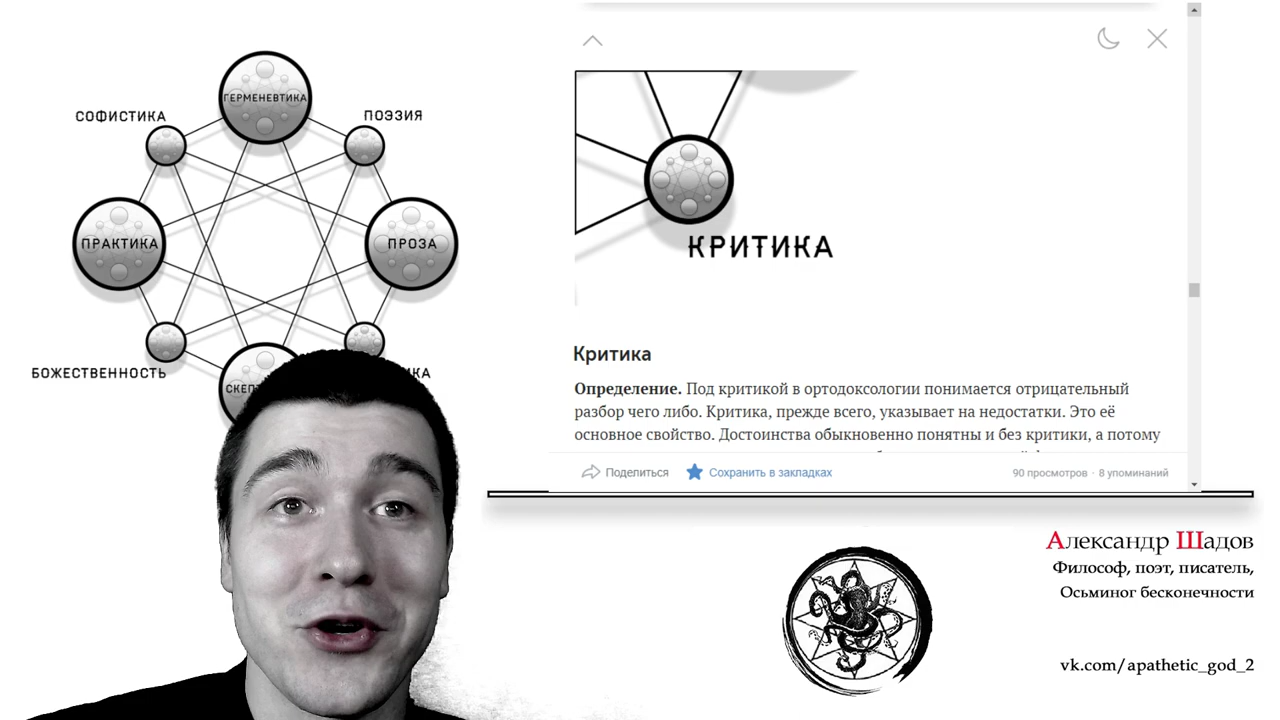 ГЕРМЕНЕВТИКА
СОФИСТИКА
ПОЭЗИЯ
ПРАКТИКА
ПРОЗА
БОЖЕСТВЕННОСТЬ
КРИТИКА
Критика
Определение. Под критикой в ортодоксологии понимается отрицательный
разбор чего либо. Критика, прежде всего, указывает на недостатки. Это её
основное свойство. Достоинства обыкновенно понятны и без критики, а потому
Поделиться
Сохранить в закладках
90 просмотров · 8 упоминаний
Александр Шадов
Философ, поэт, писатель,
Осьминог бесконечности
vk.com/apathetic_god_2